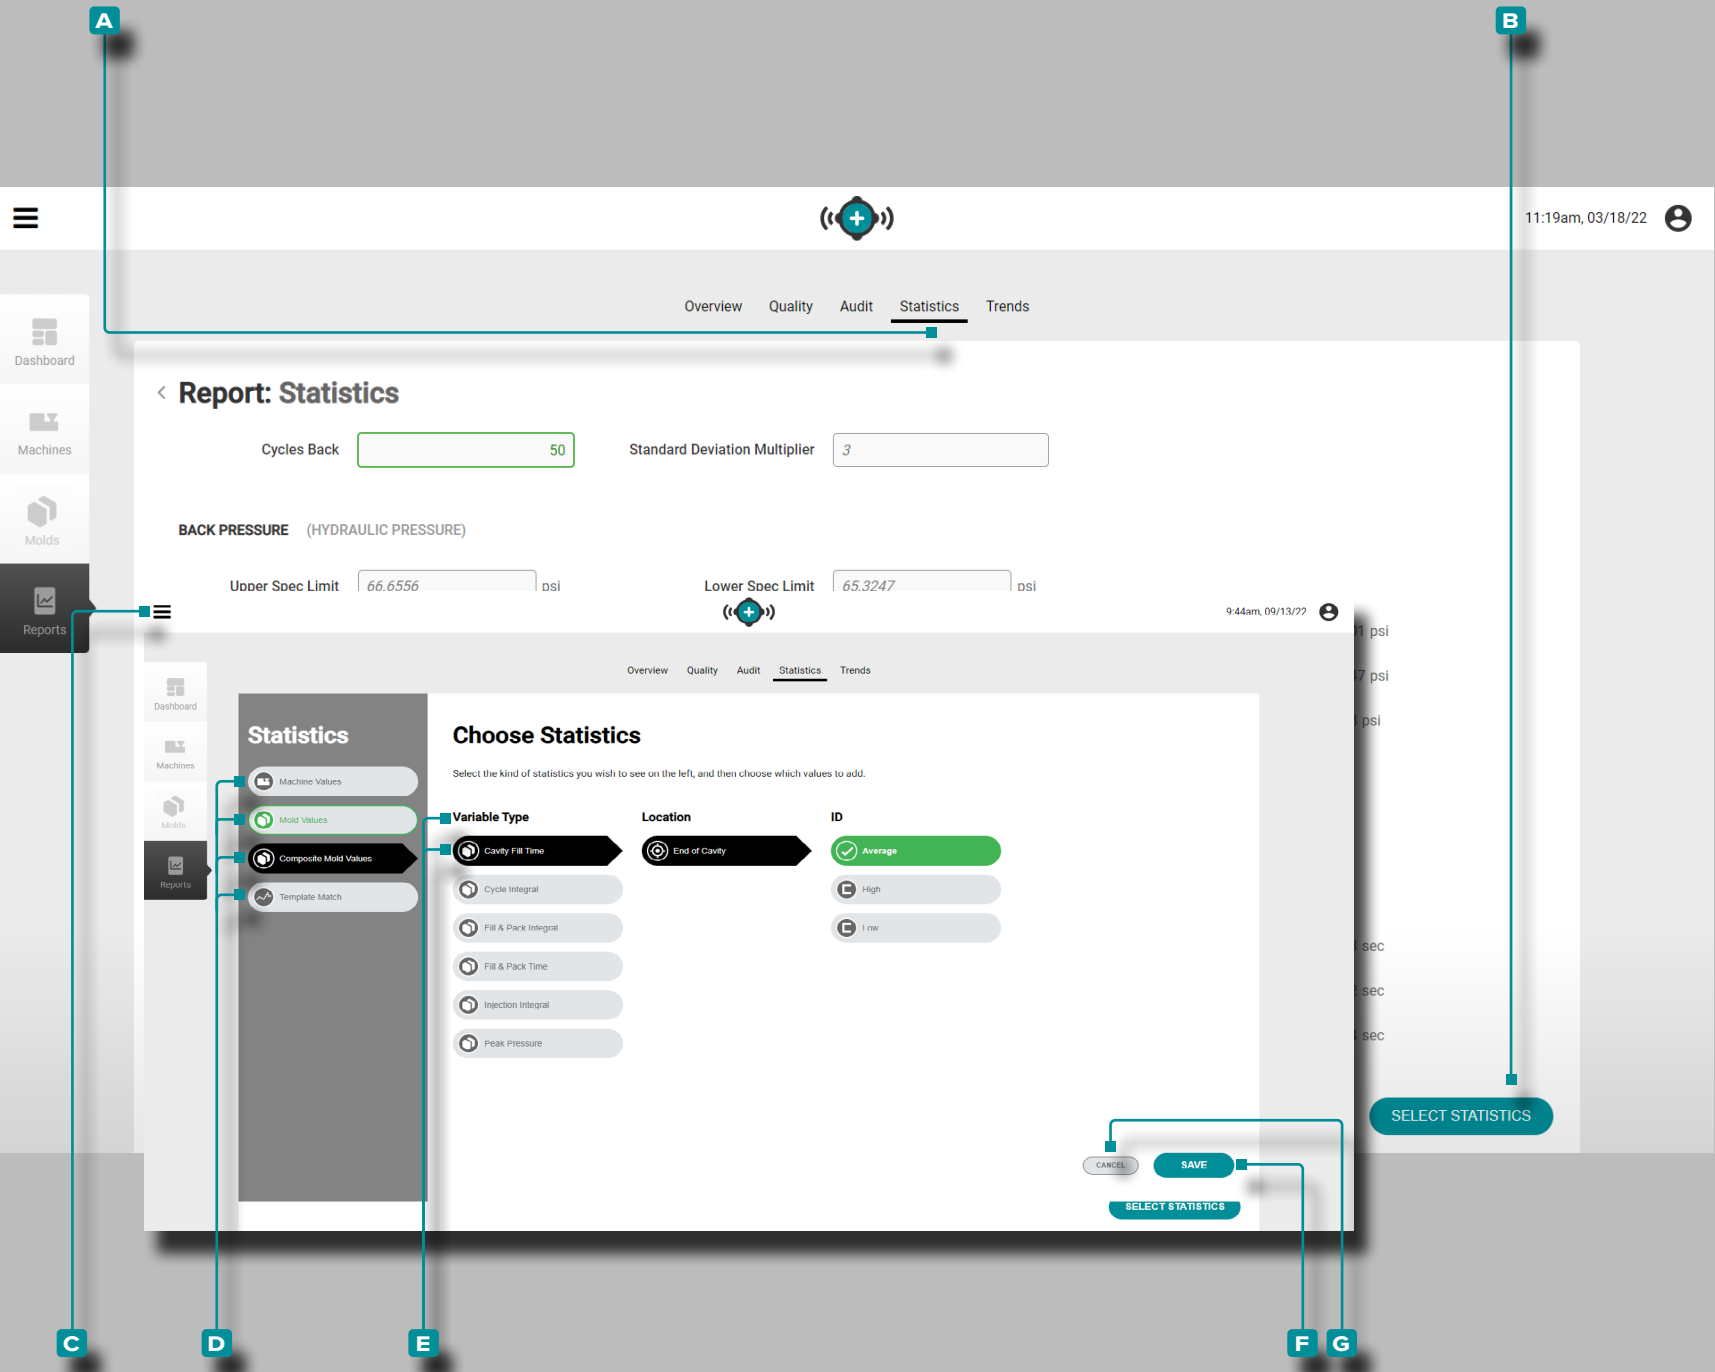 A
B
11:19am, 03/18/22
Overview Quality Audit Statistics Trends
Dashboard
Machines
Molds
Reports
Report: Statistics
Cycles Back 50 Standard Deviation Multiplier 3
BACK PRESSURE (HYDRAULIC PRESSURE)
Upper Spec Limit 66.6556 psi Lower Spec Limit 65.3247 psi
psi
psi
psi
sec
sec
sec
SELECT STATISTICS
9:44am, 09/13/22
Overview Quality Audit Statistics Trends
Dashboard
Machines
Molds
Reports
Statistics
Machine Values
Mold Values
Composite Mold Values
Template Match
Choose Statistics
Select the kind of statistics you wish to see on the left, and then choose which values to add.
Variable Type Location ID
Cavity Fill Time End of Cavity Average
Cycle Integral High
Fill & Pack Integral Low
Fill & Pack Time
Injection Integral
Peak Pressure
CANCEL SAVE
SELECT STATISTICS
C D E F G